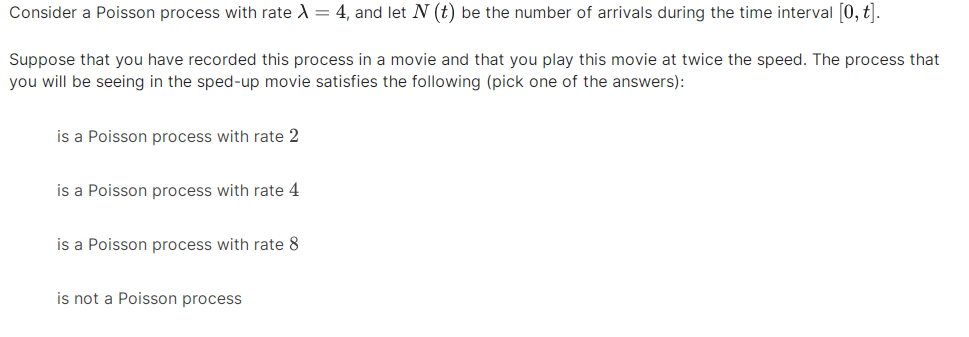 Consider a Poisson process with rate λ = 4, and let N (t) be the number of arrivals during the time interval [0, t].
Suppose that you have recorded this process in a movie and that you play this movie at twice the speed. The process that
you will be seeing in the sped-up movie satisfies the following (pick one of the answers):
is a Poisson process with rate 2
is a Poisson process with rate 4
is a Poisson process with rate 8
is not a Poisson process